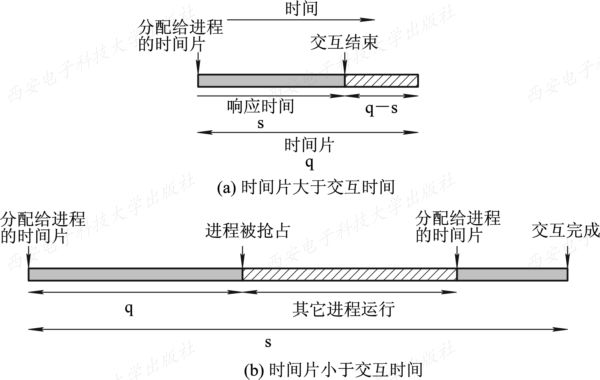 时间
分配给进程
的时间片
交互结束
响应时间
q－s
s
时间片
q
(a) 时间片大于交互时间
分配给进程
的时间片
进程被抢占
分配给进程
的时间片
交互完成
q
其它进程运行
s
(b) 时间片小于交互时间
西安电子科技大学出版社